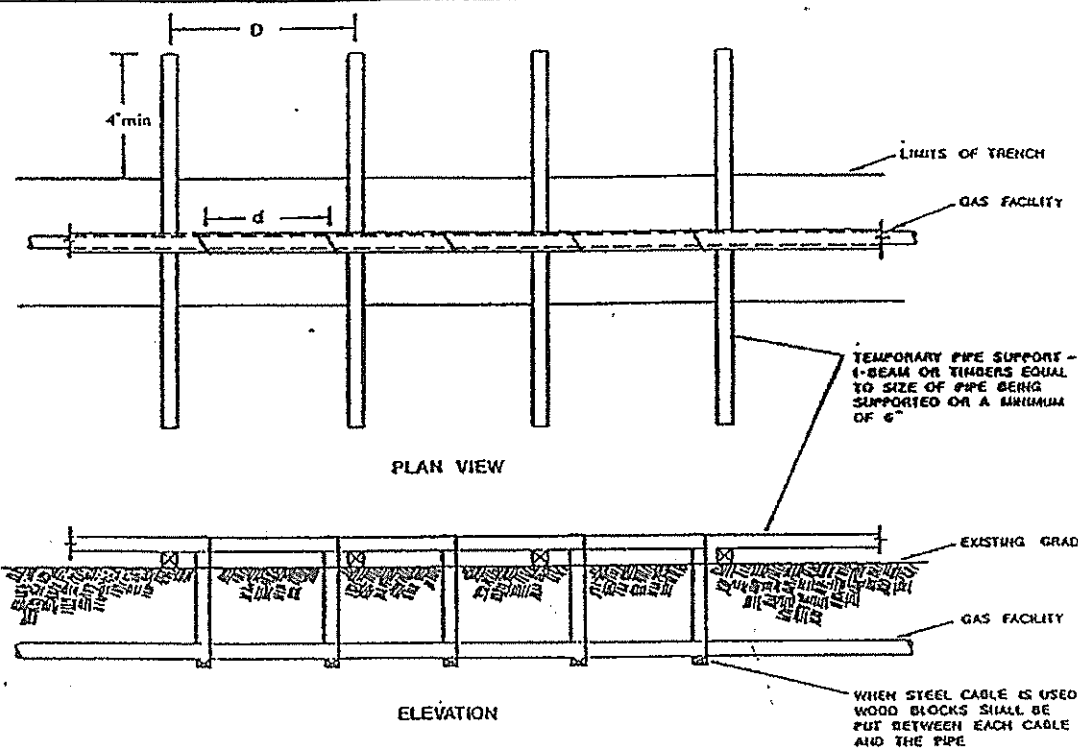 D
4" min
LIMITS OF TRENCH
GAS FACILITY
d
TEMPORARY PIPE SUPPORT -
I-BEAM OR TIMBERS EQUAL
TO SIZE OF PIPE BEING
SUPPORTED OR A MINIMUM
OF 6"
PLAN VIEW
EXISTING GRAD
GAS FACILITY
WHEN STEEL CABLE IS USED
WOOD BLOCKS SHALL BE
PUT BETWEEN EACH CABLE
AND THE PIPE
ELEVATION